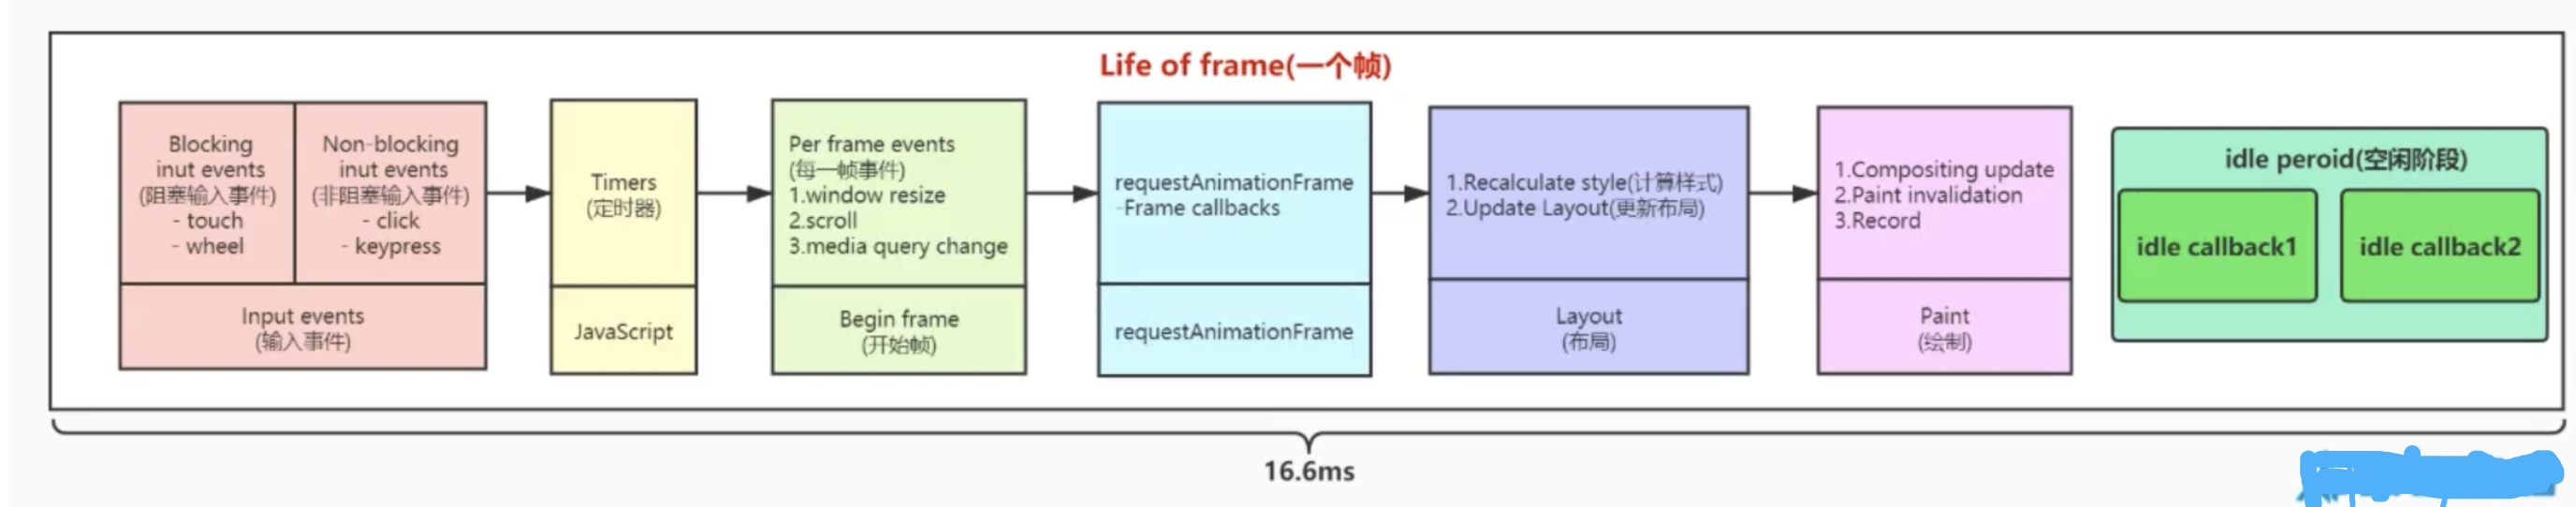 Life of frame(一个帧)
Blocking
inut events
(阻塞输入事件)
- touch
- wheel
Non-blocking
inut events
(非阻塞输入事件)
- click
- keypress
Input events
(输入事件)
Timers
(定时器)
JavaScript
Per frame events
(每一帧事件)
1.window resize
2.scroll
3.media query change
Begin frame
(开始帧)
requestAnimationFrame
-Frame callbacks
requestAnimationFrame
1.Recalculate style(计算样式)
2.Update Layout(更新布局)
Layout
(布局)
1.Compositing update
2.Paint invalidation
3.Record
Paint
(绘制)
idle peroid(空闲阶段)
idle callback1
idle callback2
16.6ms